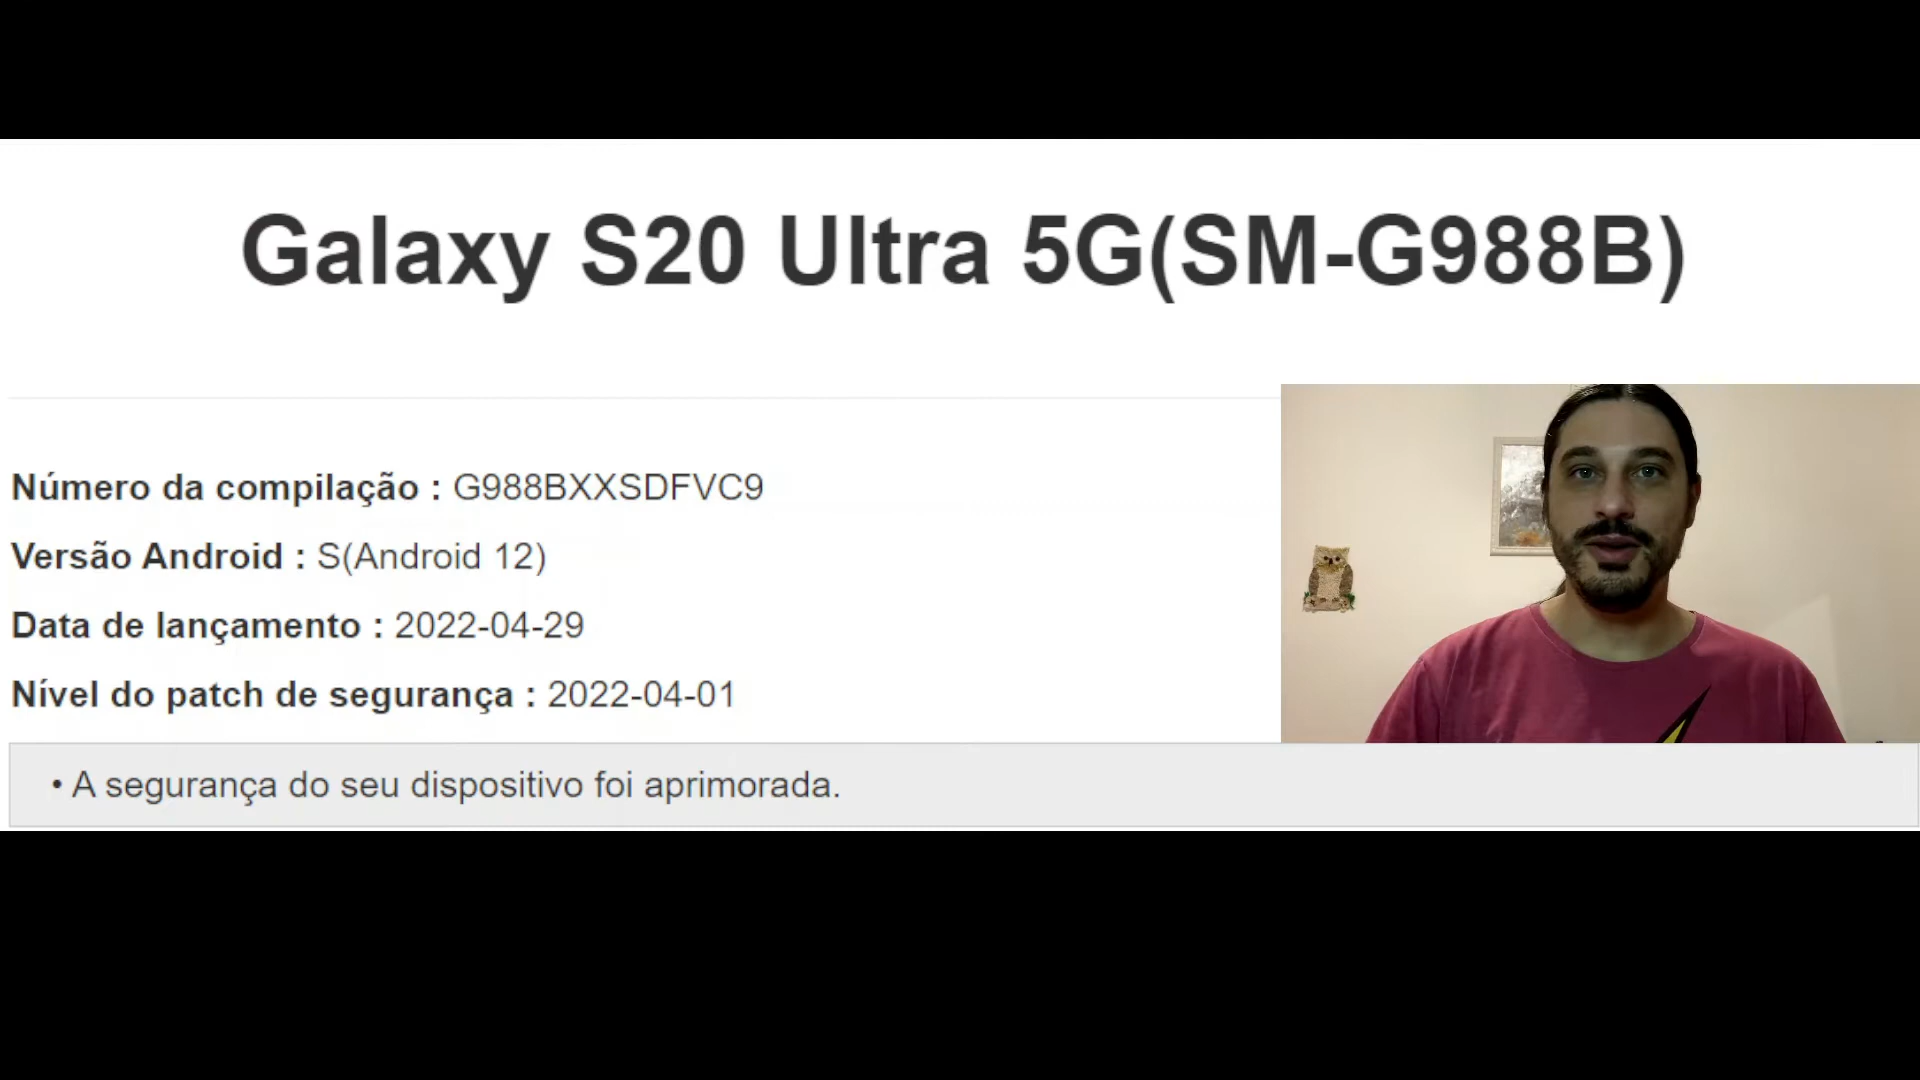 Galaxy S20 Ultra 5G(SM-G988B)
Número da compilação : G988BXXSDFVC9
Versão Android : S(Android 12)
Data de lançamento : 2022-04-29
Nível do patch de segurança : 2022-04-01
• A segurança do seu dispositivo foi aprimorada.